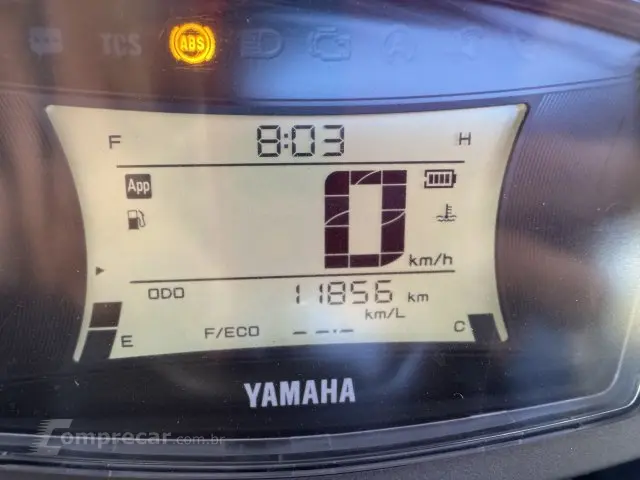 TCS ABS
F 8:03 H
App
0 km/h
ODO 11856 km
km/L
E F/ECO --.- C
YAMAHA
Comprecar.com.br